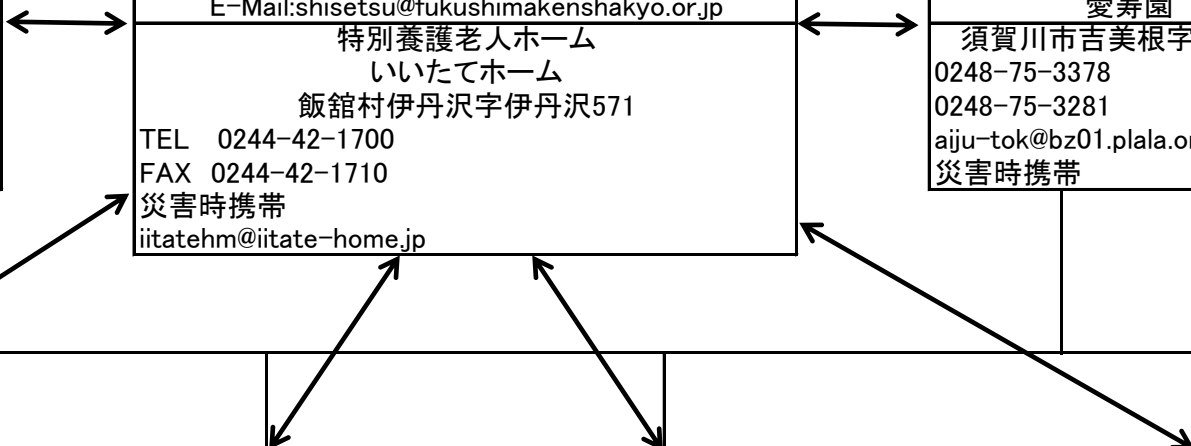 E-Mail:shisetsu@fukushimakenshakyo.or.jp
特別養護老人ホーム
いいたてホーム
飯舘村伊丹沢字伊丹沢571
TEL 0244-42-1700
FAX 0244-42-1710
災害時携帯
iitatehm@iitate-home.jp
愛寿園
須賀川市吉美根字
0248-75-3378
0248-75-3281
aiju-tok@bz01.plala.or
災害時携帯